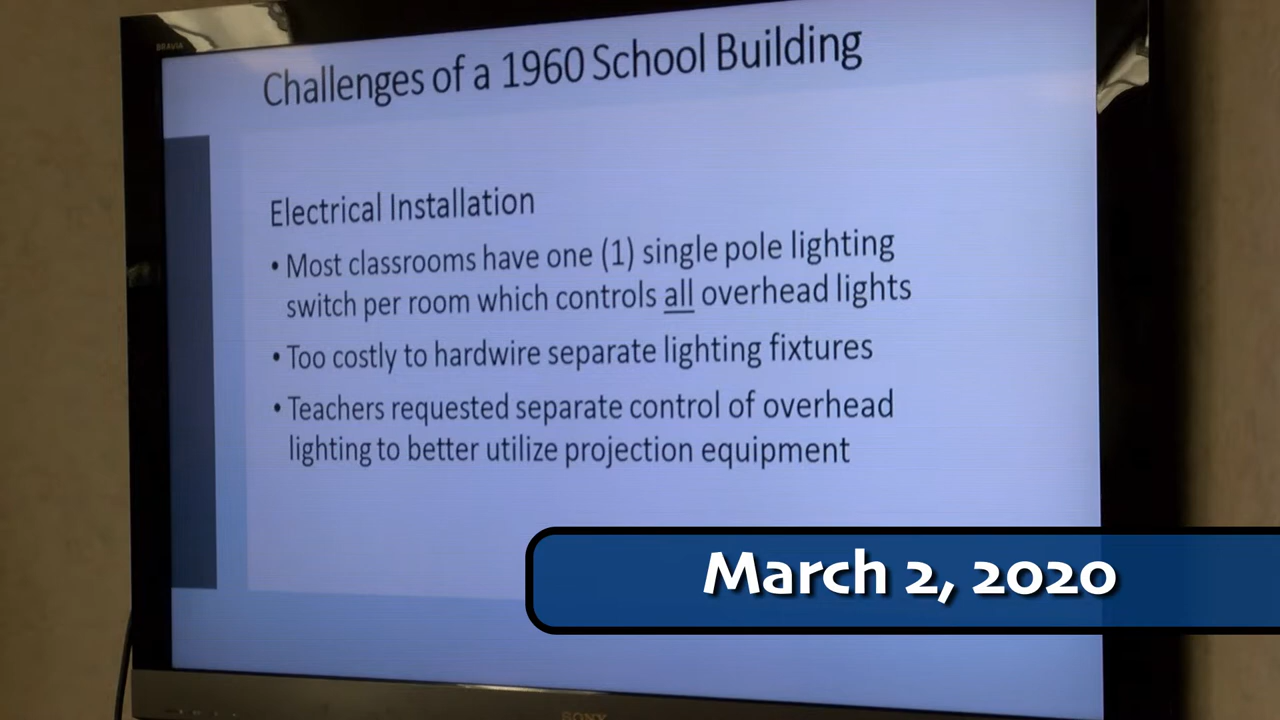 BRAVIA
Challenges of a 1960 School Building
Electrical Installation
• Most classrooms have one (1) single pole lighting
switch per room which controls all overhead lights
• Too costly to hardwire separate lighting fixtures
• Teachers requested separate control of overhead
lighting to better utilize projection equipment
March 2, 2020
SONY